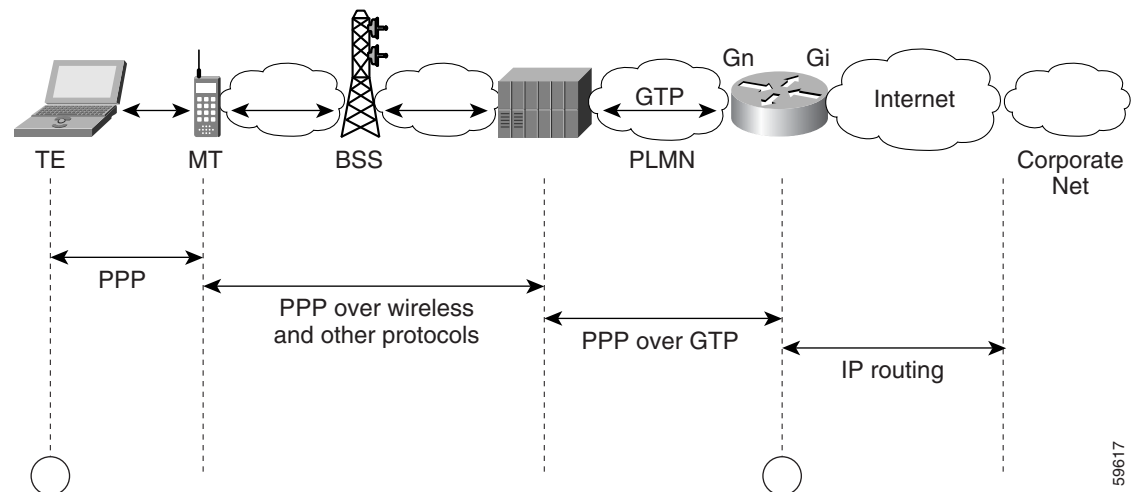 Gn
Gi
GTP
Internet
TE
MT
BSS
PLMN
Corporate
Net
PPP
PPP over wireless
and other protocols
PPP over GTP
IP routing
59617